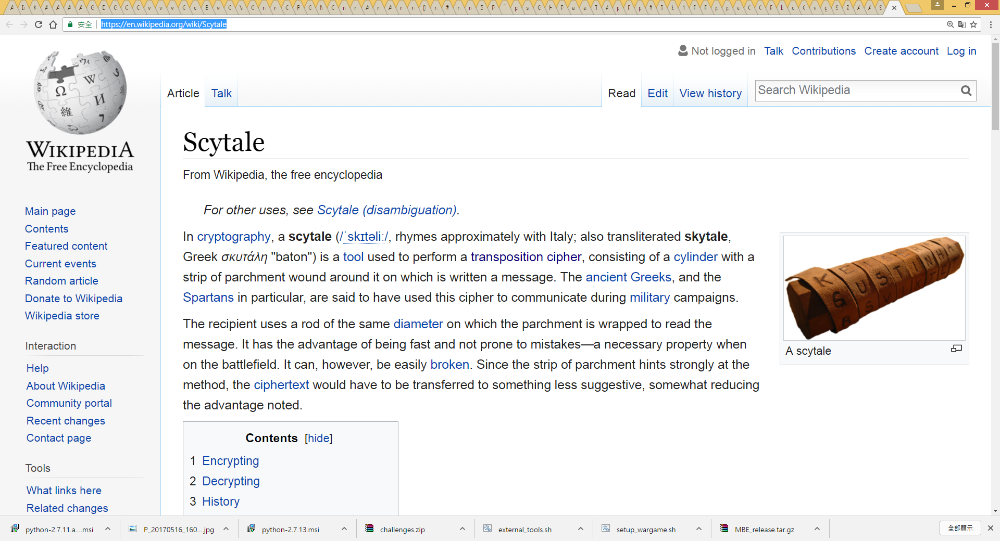 安全 https://en.wikipedia.org/wiki/Scytale
Not logged in Talk Contributions Create account Log in
Article Talk Read Edit View history Search Wikipedia
WIKIPEDIA
The Free Encyclopedia
Main page
Contents
Featured content
Current events
Random article
Donate to Wikipedia
Wikipedia store
Interaction
Help
About Wikipedia
Community portal
Recent changes
Contact page
Tools
What links here
Related changes
Scytale
From Wikipedia, the free encyclopedia
For other uses, see Scytale (disambiguation).
In cryptography, a scytale (/ˈskɪtəliː/, rhymes approximately with Italy; also transliterated skytale,
Greek σκυτάλη "baton") is a tool used to perform a transposition cipher, consisting of a cylinder with a
strip of parchment wound around it on which is written a message. The ancient Greeks, and the
Spartans in particular, are said to have used this cipher to communicate during military campaigns.
The recipient uses a rod of the same diameter on which the parchment is wrapped to read the
message. It has the advantage of being fast and not prone to mistakes—a necessary property when
on the battlefield. It can, however, be easily broken. Since the strip of parchment hints strongly at the
method, the ciphertext would have to be transferred to something less suggestive, somewhat reducing
the advantage noted.
A scytale
Contents [hide]
1 Encrypting
2 Decrypting
3 History
python-2.7.11.a....msi P_20170516_160....jpg python-2.7.13.msi challenges.zip external_tools.sh setup_wargame.sh MBE_release.tar.gz 全部顯示